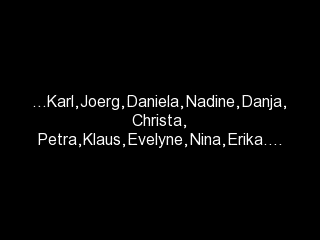 ...Karl,Joerg,Daniela,Nadine,Danja,
Christa,
Petra,Klaus,Evelyne,Nina,Erika....